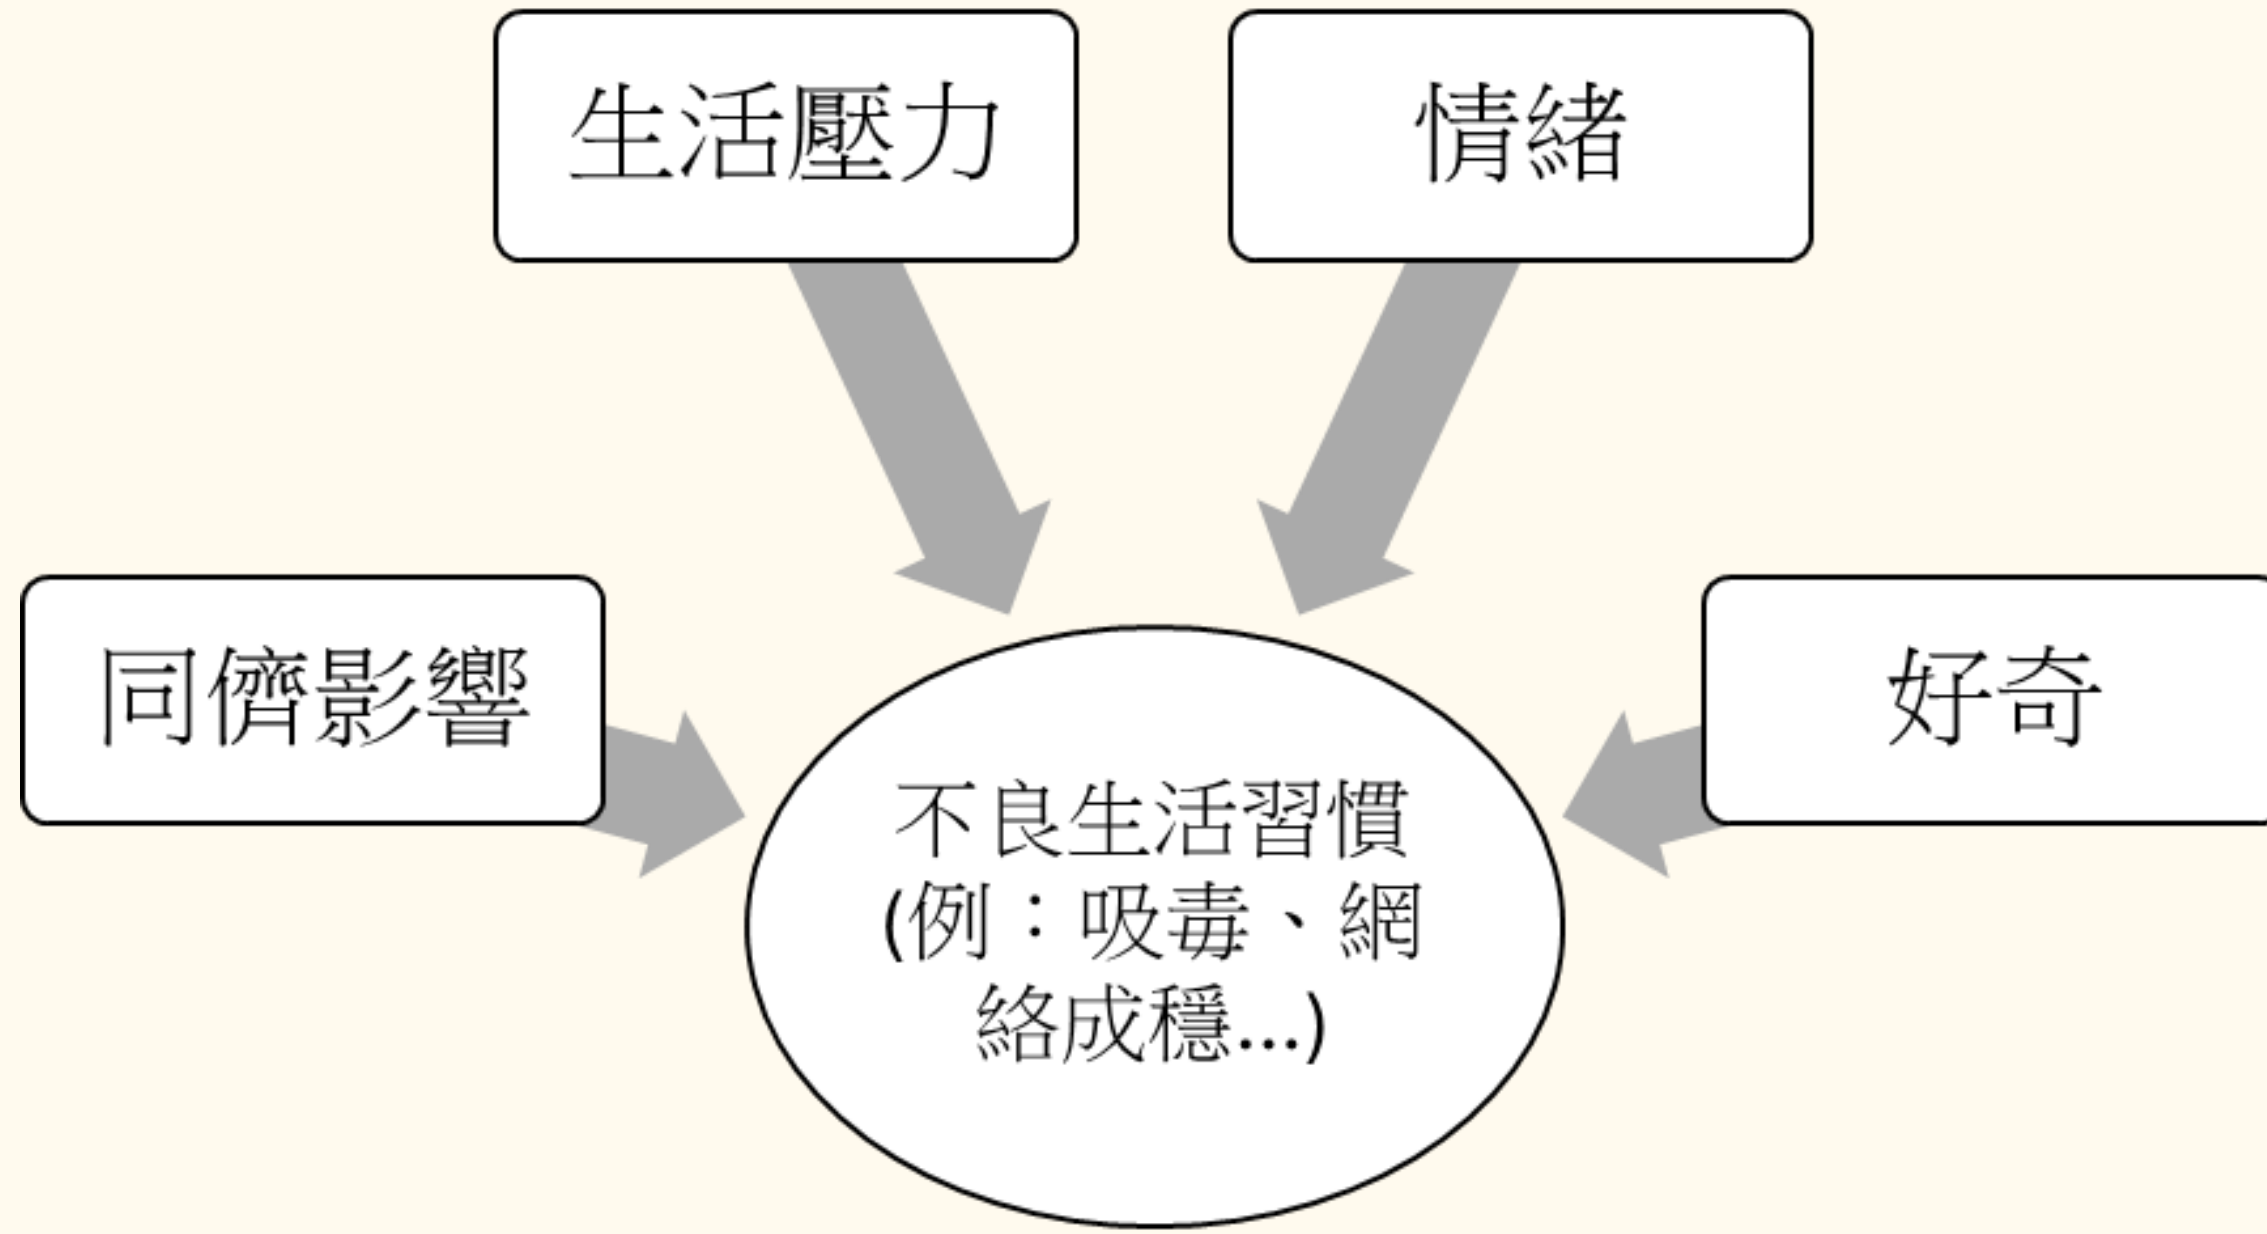 生活壓力
情緒
同儕影響
好奇
不良生活習慣
(例：吸毒、網
絡成穩...)